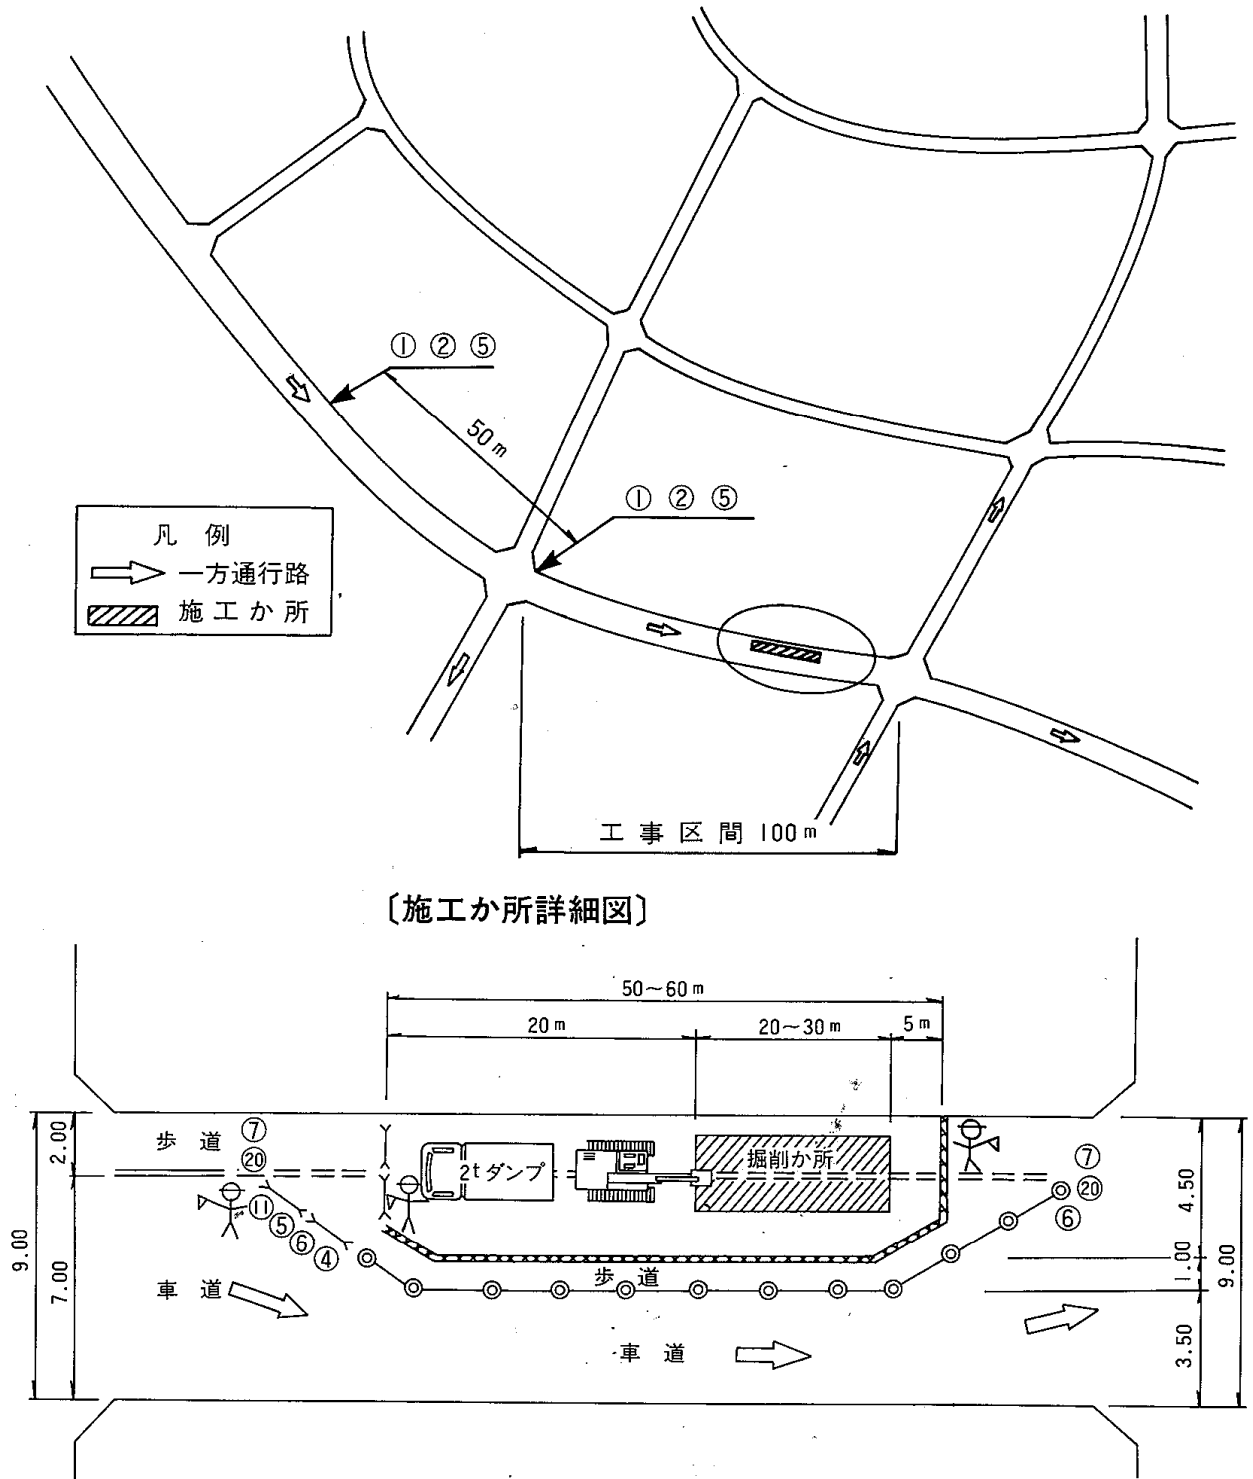 ① ② ⑤
50m
① ② ⑤
凡例
一方通行路
施工か所
工事区間 100m
〔施工か所詳細図〕
50～60m
20m
20～30m
5m
歩道
⑦
⑳
2tダンプ
掘削か所
⑦
⑳
⑥
⑪
⑤
⑥
④
歩道
車道
車道
2.00
7.00
9.00
4.50
1.00
3.50
9.00